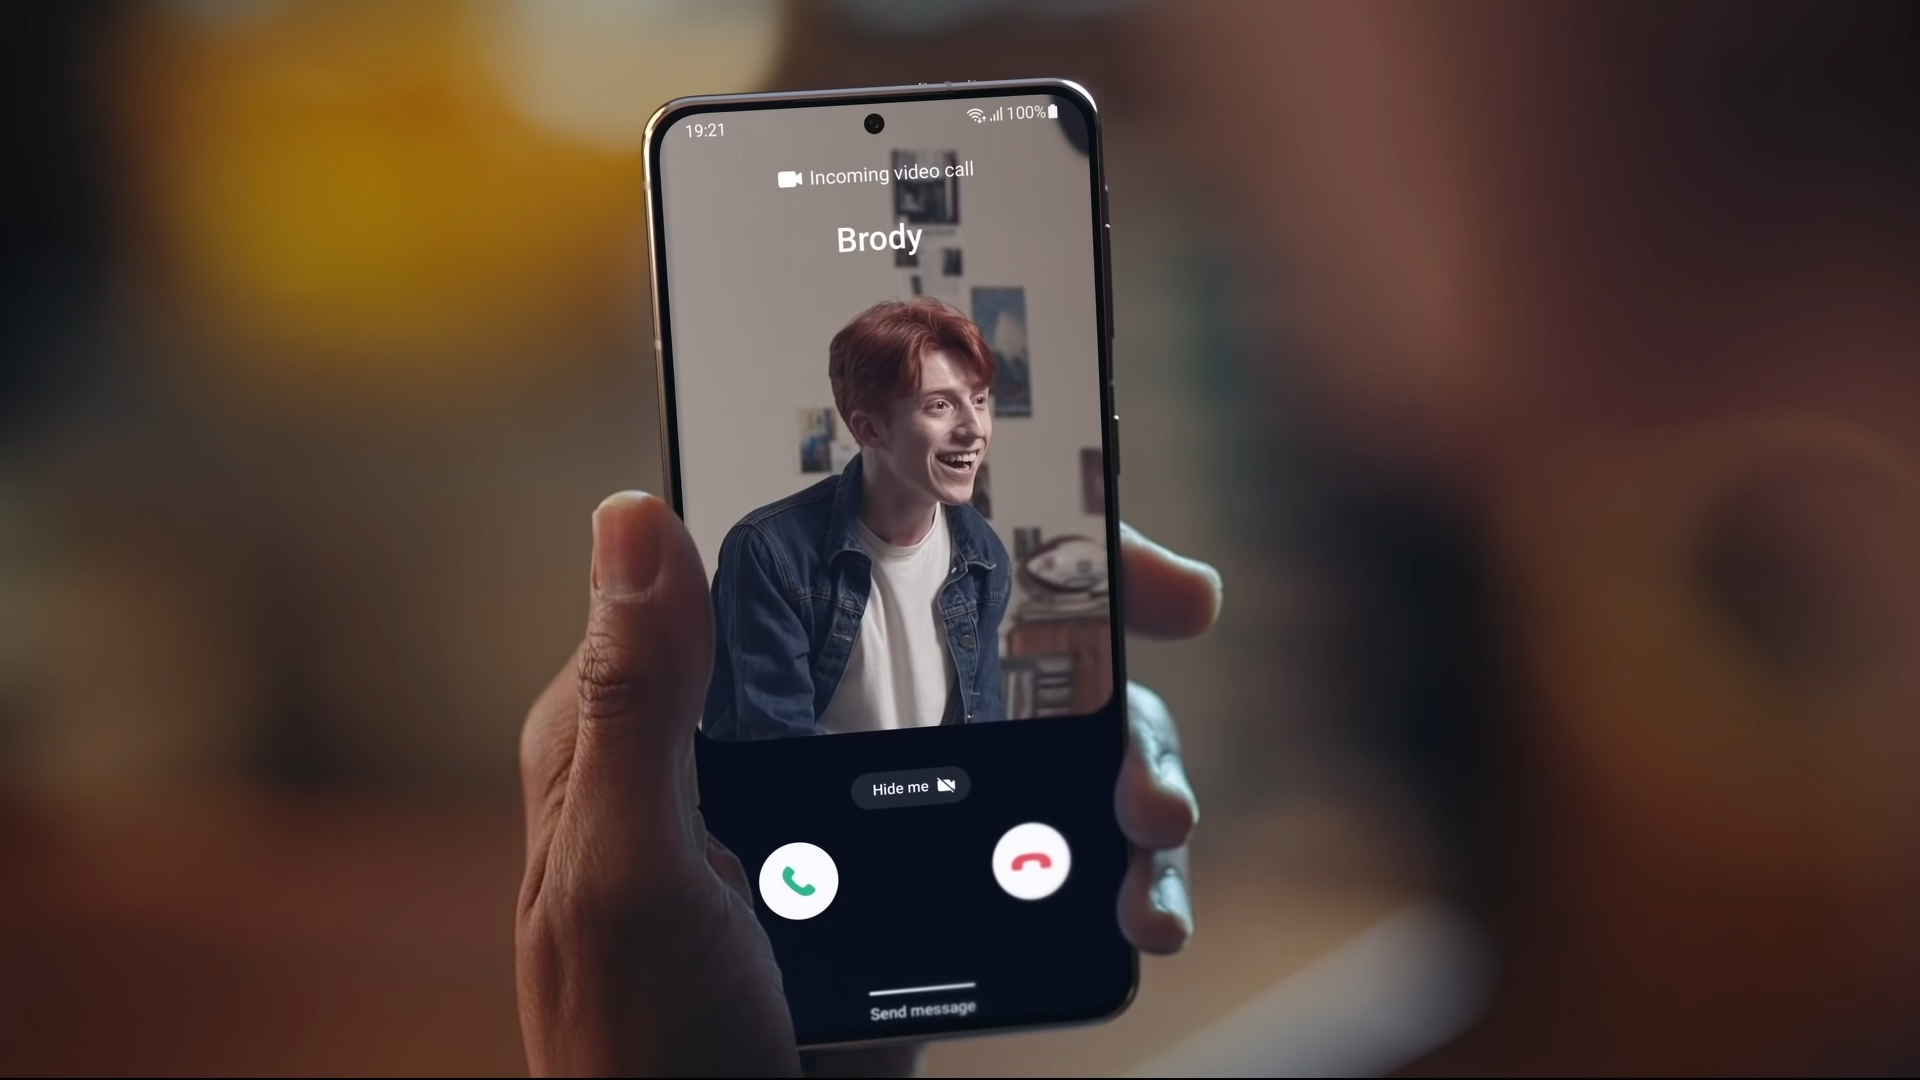 19:21
100%
Incoming video call
Brody
Hide me
Send message